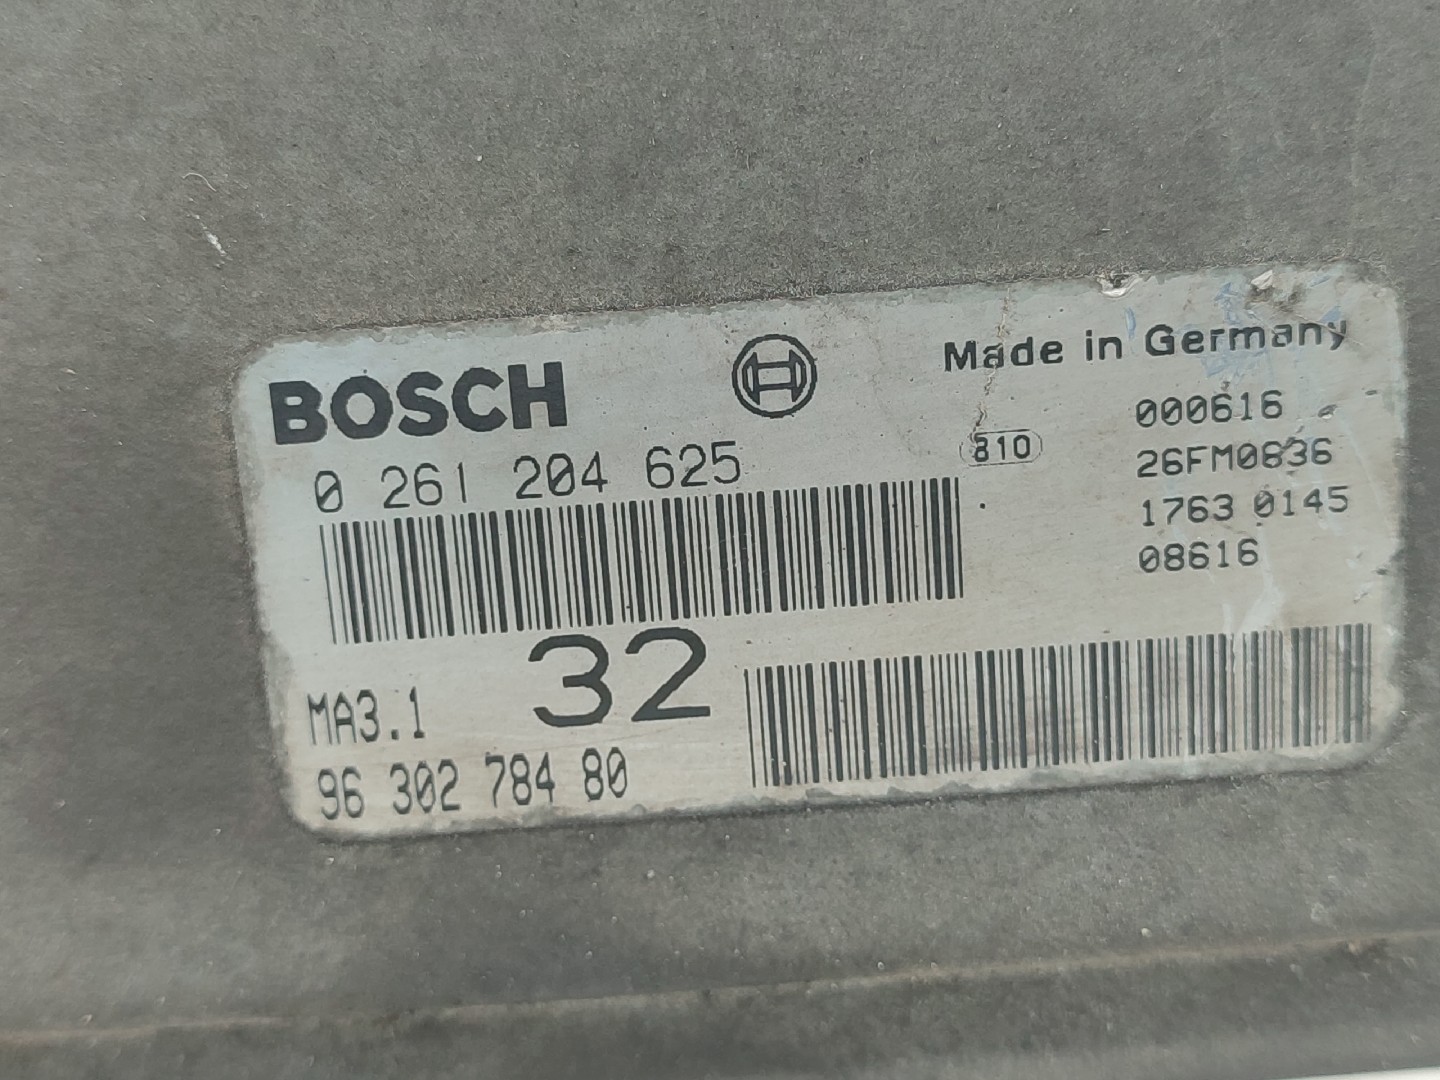 BOSCH
Made in Germany
0 261 204 625
810
000616
26FM0836
1763 0145
08616
32
MA3.1
96 302 784 80